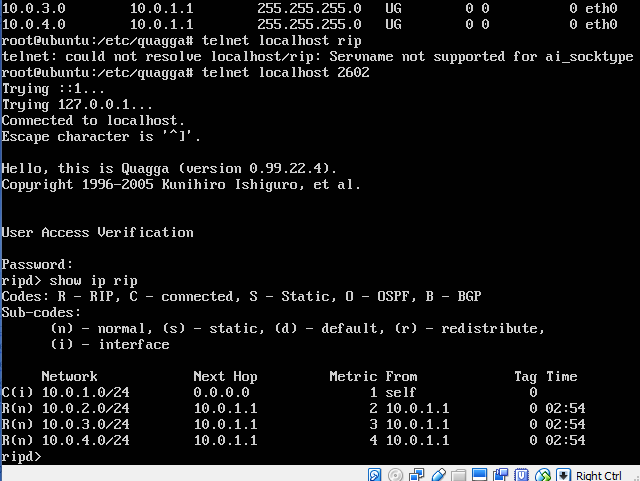 10.0.3.0        10.0.1.1        255.255.255.0   UG        0 0          0 eth0
10.0.4.0        10.0.1.1        255.255.255.0   UG        0 0          0 eth0
root@ubuntu:/etc/quagga# telnet localhost rip
telnet: could not resolve localhost/rip: Servname not supported for ai_socktype
root@ubuntu:/etc/quagga# telnet localhost 2602
Trying ::1...
Trying 127.0.0.1...
Connected to localhost.
Escape character is '^]'.
Hello, this is Quagga (version 0.99.22.4).
Copyright 1996-2005 Kunihiro Ishiguro, et al.
User Access Verification
Password:
ripd> show ip rip
Codes: R - RIP, C - connected, S - Static, O - OSPF, B - BGP
Sub-codes:
      (n) - normal, (s) - static, (d) - default, (r) - redistribute,
      (i) - interface
     Network            Next Hop         Metric From            Tag Time
C(i) 10.0.1.0/24        0.0.0.0               1 self              0
R(n) 10.0.2.0/24        10.0.1.1              2 10.0.1.1          0 02:54
R(n) 10.0.3.0/24        10.0.1.1              3 10.0.1.1          0 02:54
R(n) 10.0.4.0/24        10.0.1.1              4 10.0.1.1          0 02:54
ripd>
Right Ctrl